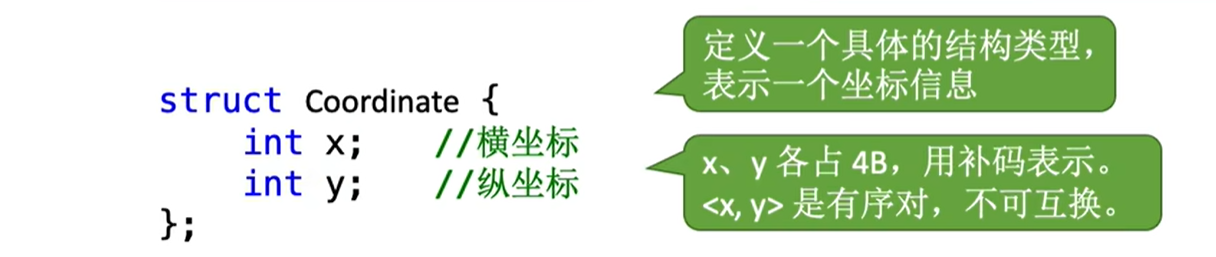 定义一个具体的结构类型，
表示一个坐标信息
struct Coordinate {
int x; //横坐标
int y; //纵坐标
};
x、y 各占 4B，用补码表示。
<x, y> 是有序对，不可互换。